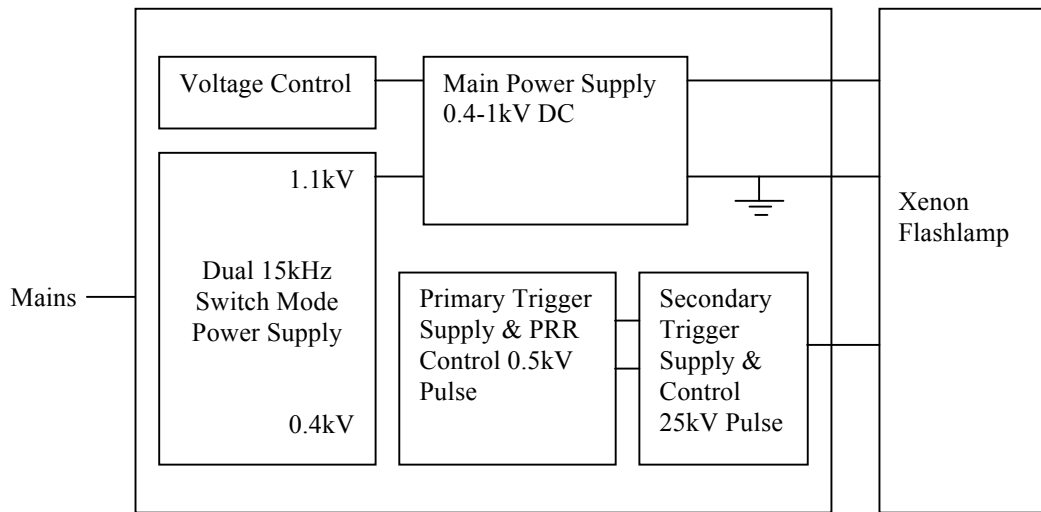 Voltage Control
Main Power Supply
0.4-1kV DC
1.1kV
Xenon
Flashlamp
Mains
Dual 15kHz
Switch Mode
Power Supply
Primary Trigger
Supply & PRR
Control 0.5kV
Pulse
Secondary
Trigger
Supply &
Control
25kV Pulse
0.4kV